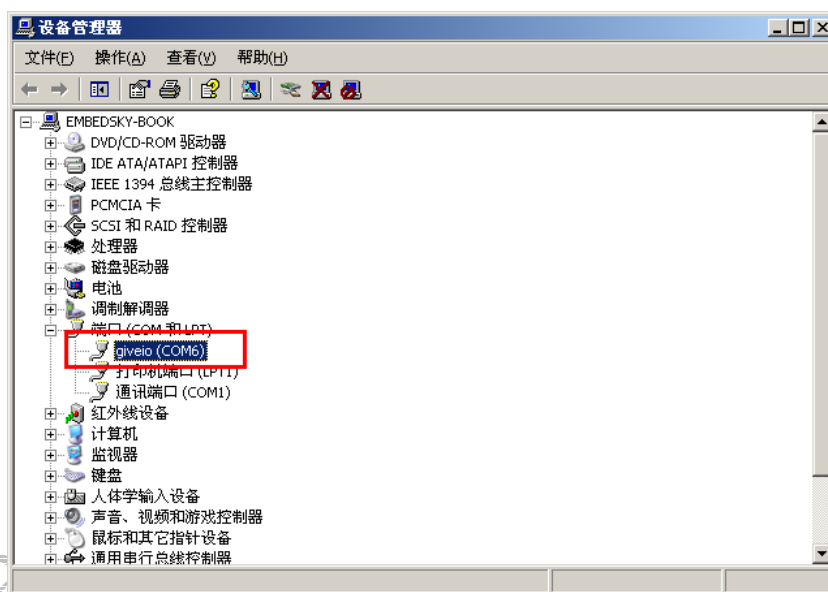 设备管理器
文件(F) 操作(A) 查看(V) 帮助(H)
EMBEDSKY-BOOK
DVD/CD-ROM 驱动器
IDE ATA/ATAPI 控制器
IEEE 1394 总线主控制器
PCMCIA 卡
SCSI 和 RAID 控制器
处理器
磁盘驱动器
电池
调制解调器
端口 (COM 和 LPT)
giveio (COM6)
打印机端口 (LPT1)
通讯端口 (COM1)
红外线设备
计算机
监视器
键盘
人体学输入设备
声音、视频和游戏控制器
鼠标和其它指针设备
通用串行总线控制器